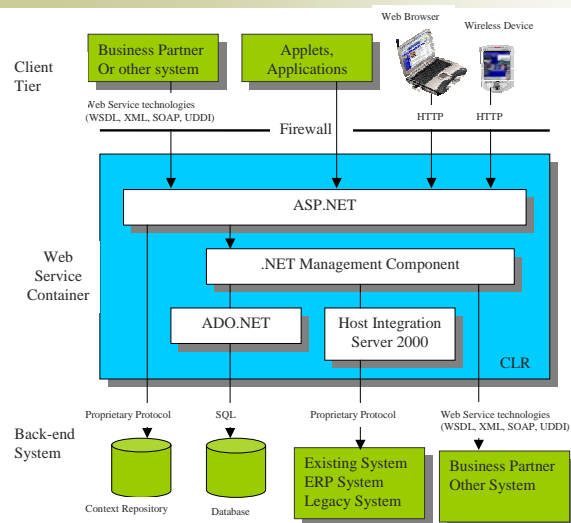 Web Browser
Wireless Device
Client
Tier
Business Partner
Or other system
Applets,
Applications
Web Service technologies
(WSDL, XML, SOAP, UDDI)
HTTP
HTTP
Firewall
ASP.NET
.NET Management Component
Web
Service
Container
ADO.NET
Host Integration
Server 2000
CLR
Proprietary Protocol
SQL
Proprietary Protocol
Web Service technologies
(WSDL, XML, SOAP, UDDI)
Back-end
System
Existing System
ERP System
Legacy System
Business Partner
Other System
Context Repository
Database